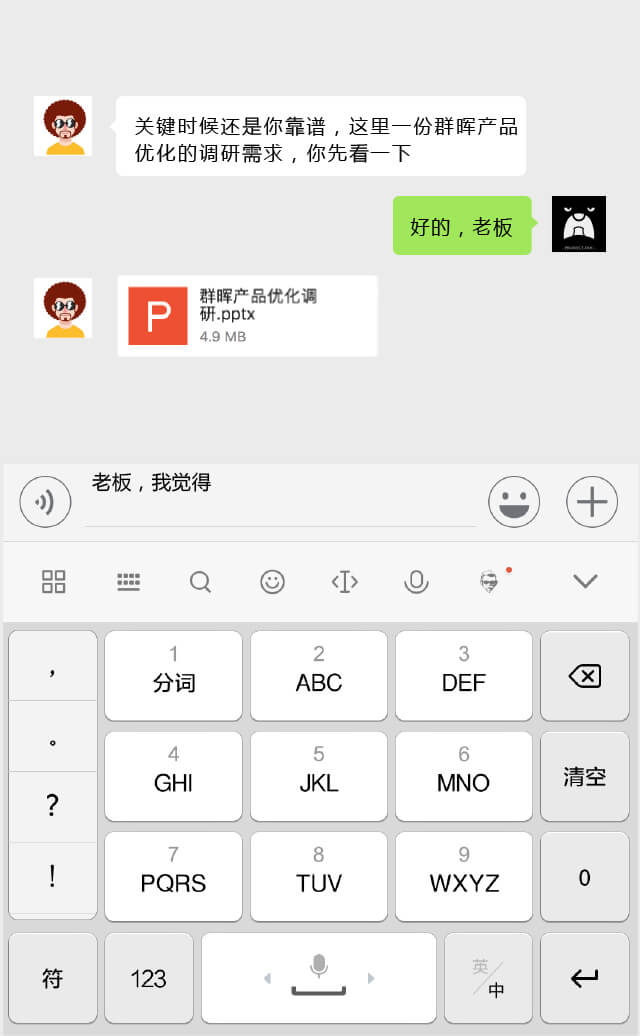 关键时候还是你靠谱，这里一份群晖产品
优化的调研需求，你先看一下
好的，老板
P
群晖产品优化调
研.pptx
4.9 MB
老板，我觉得
，
1
分词
2
ABC
3
DEF
。
4
GHI
5
JKL
6
MNO
清空
？
！
7
PQRS
8
TUV
9
WXYZ
0
符
123
英/中